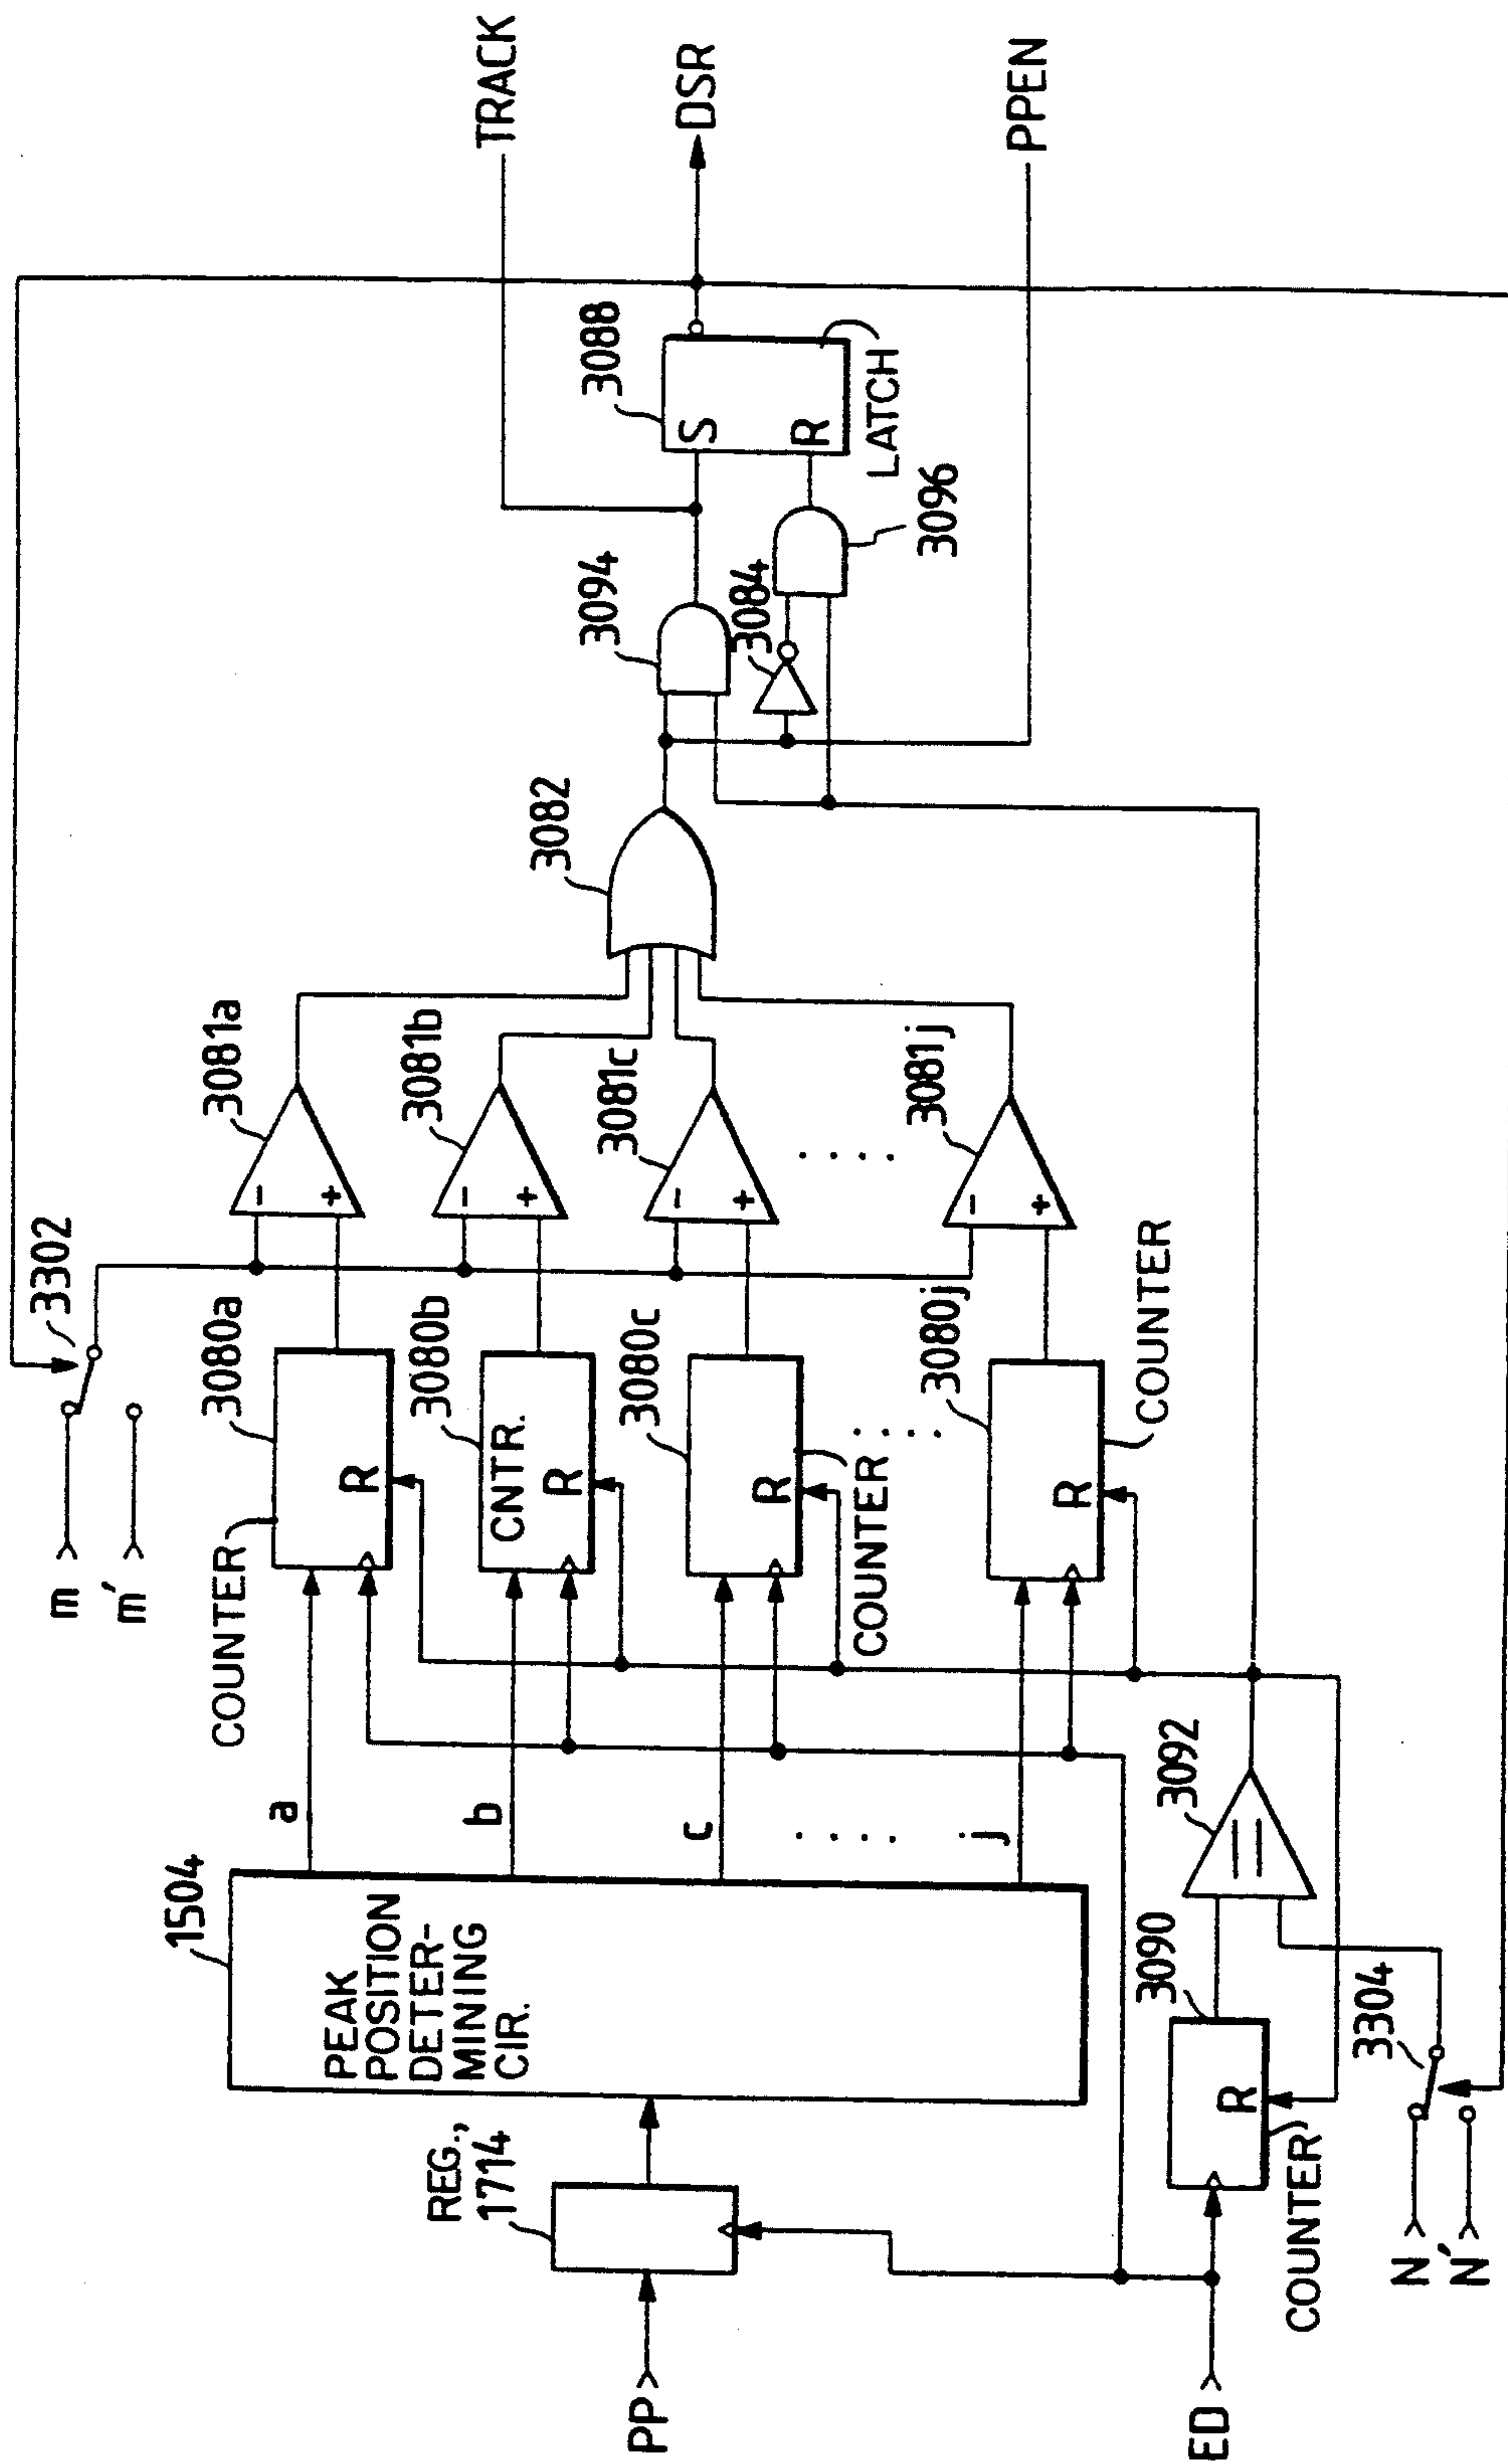 PP
ED
REG.,
1714
1504
PEAK
POSITION
DETER-
MINING
CIR.
a
b
c
j
m
m′
3302
COUNTER
3080a
R
3080b
CNTR.
R
3080c
R
COUNTER
3080j
R
COUNTER
3081a
-
+
3081b
-
+
3081c
-
+
3081j
-
+
3082
3094
3084
3096
3088
S
R
LATCH
TRACK
DSR
PPEN
3090
R
COUNTER
3092
=
3304
N
N′